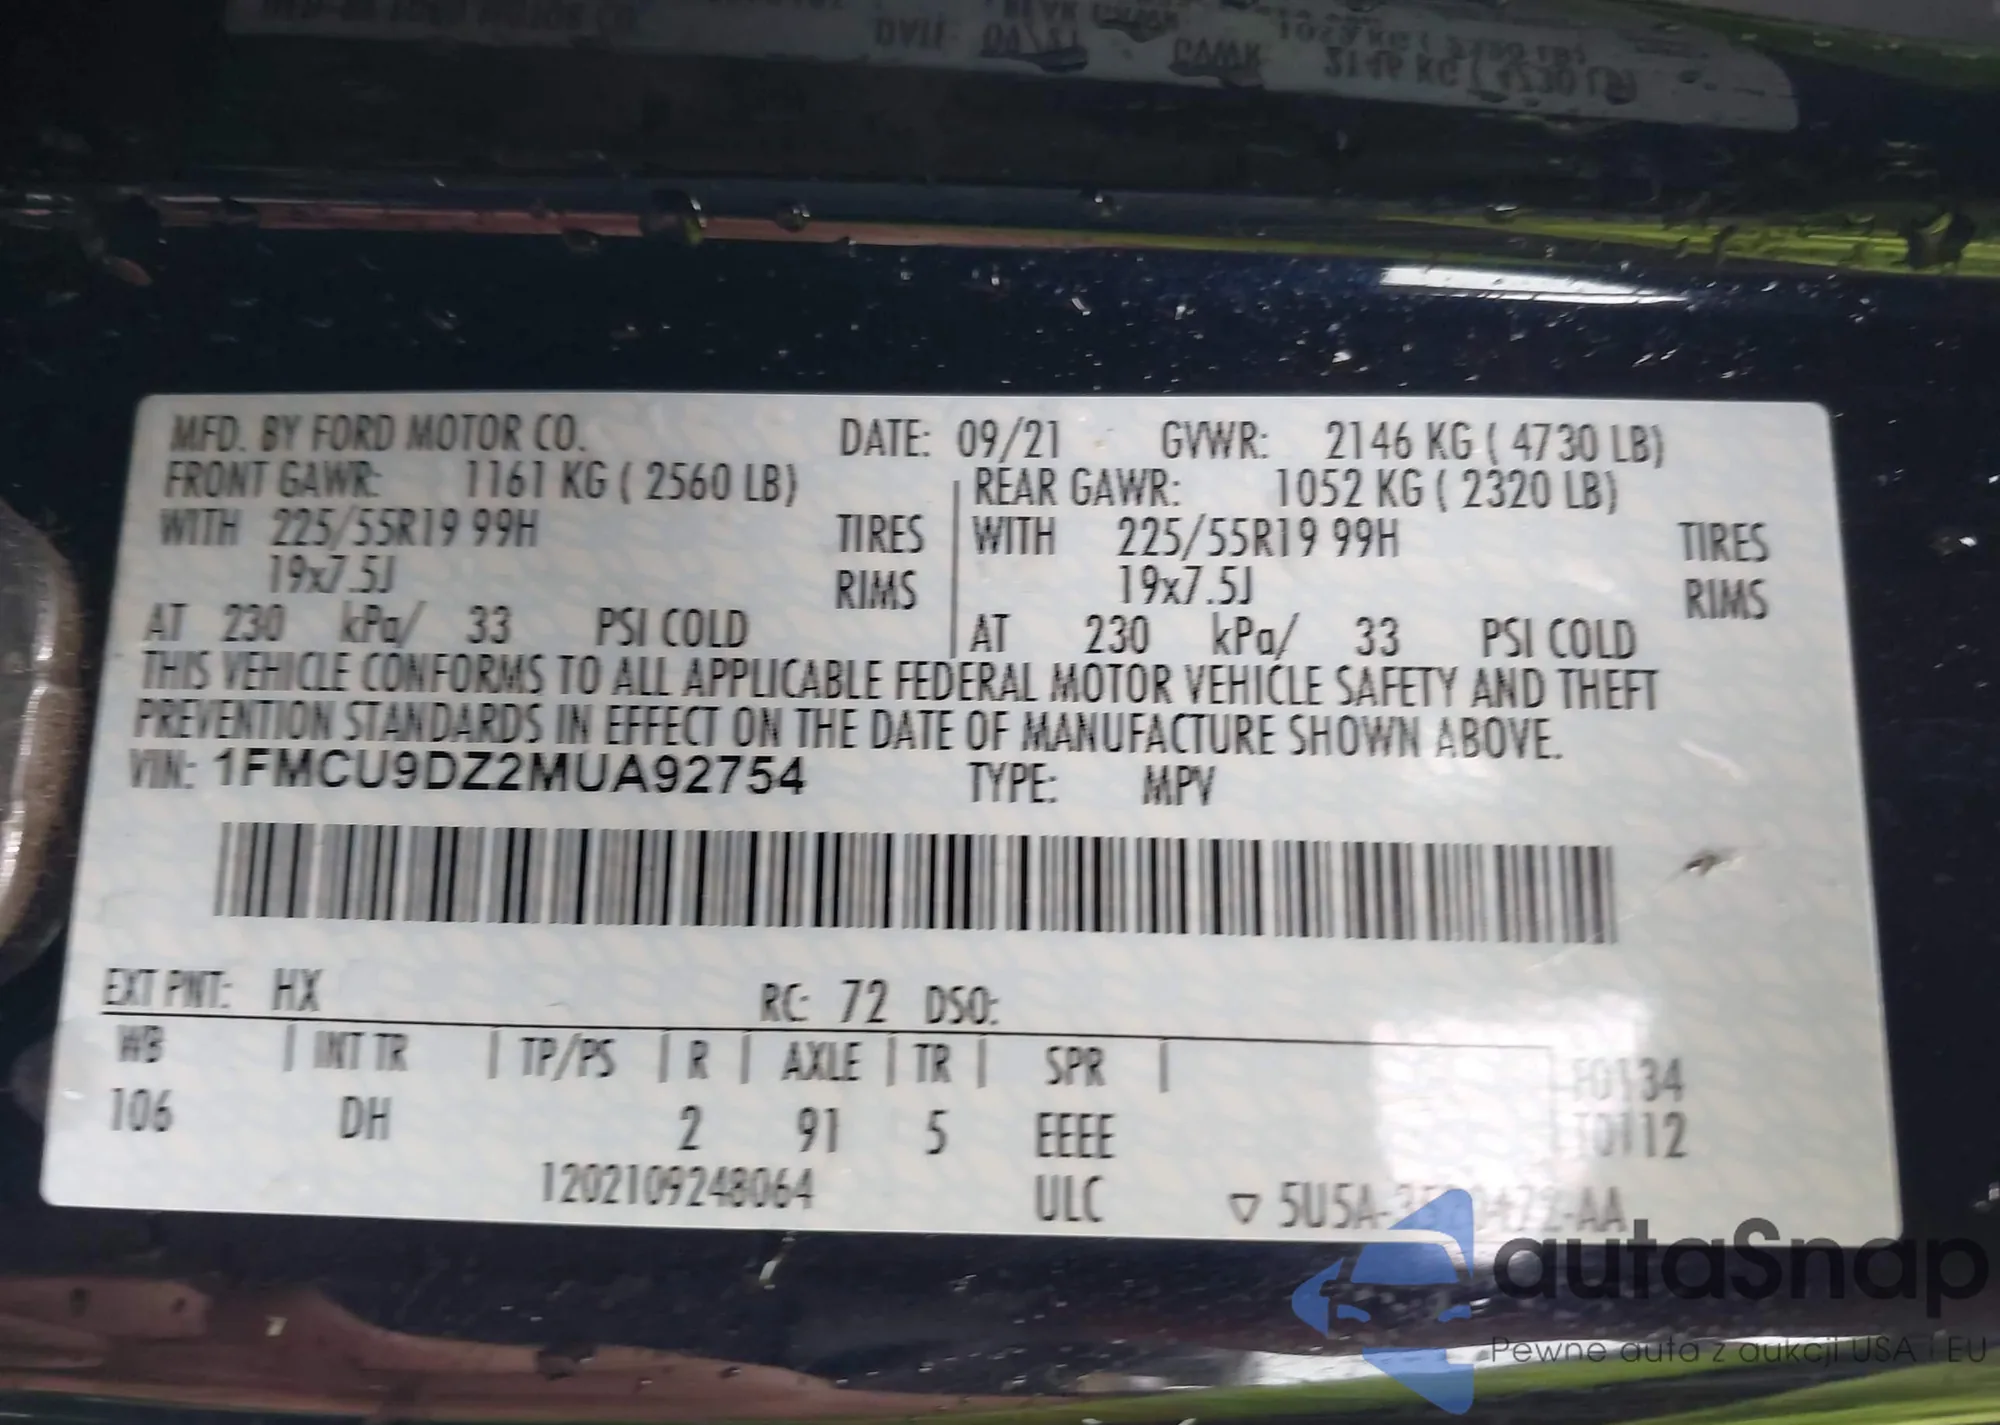 MFD. BY FORD MOTOR CO. DATE: 09/21 GVWR: 2146 KG ( 4730 LB)
FRONT GAWR: 1161 KG ( 2560 LB) REAR GAWR: 1052 KG ( 2320 LB)
WITH 225/55R19 99H TIRES WITH 225/55R19 99H TIRES
19x7.5J RIMS 19x7.5J RIMS
AT 230 kPa/ 33 PSI COLD AT 230 kPa/ 33 PSI COLD
THIS VEHICLE CONFORMS TO ALL APPLICABLE FEDERAL MOTOR VEHICLE SAFETY AND THEFT
PREVENTION STANDARDS IN EFFECT ON THE DATE OF MANUFACTURE SHOWN ABOVE.
VIN: 1FMCU9DZ2MUA92754 TYPE: MPV
EXT PNT: HX RC: 72 DSO:
WB | INT TR | TP/PS | R | AXLE | TR | SPR |
106 DH 2 91 5 EEEE
1202109248064 ULC
autaSnap
Pewne auta z aukcji USA i EU